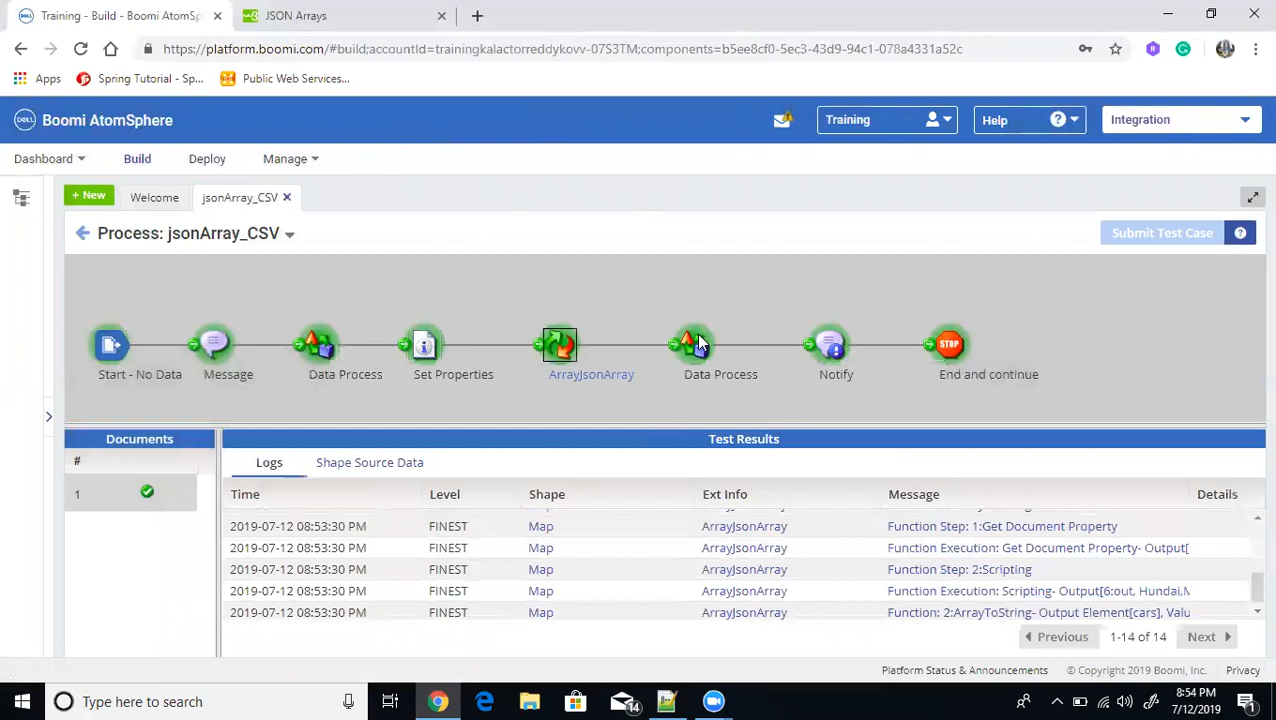 Training - Build - Boomi AtomSp
JSON Arrays
https://platform.boomi.com/#build;accountId=trainingkalactorreddykovv-07S3TM;components=b5ee8cf0-5ec3-43d9-94c1-078a4331a52c
Apps
Spring Tutorial - Sp...
Public Web Services...
DELL
Boomi AtomSphere
Training
Help
Integration
Dashboard
Build
Deploy
Manage
+ New
Welcome
jsonArray_CSV
Process: jsonArray_CSV
Submit Test Case
STOP
Start - No Data
Message
Data Process
Set Properties
ArrayJsonArray
Data Process
Notify
End and continue
Documents
Test Results
#
Logs
Shape Source Data
1
Time
Level
Shape
Ext Info
Message
Details
2019-07-12 08:53:30 PM FINEST Map ArrayJsonArray Function Step: 1:Get Document Property
2019-07-12 08:53:30 PM FINEST Map ArrayJsonArray Function Execution: Get Document Property- Output[
2019-07-12 08:53:30 PM FINEST Map ArrayJsonArray Function Step: 2:Scripting
2019-07-12 08:53:30 PM FINEST Map ArrayJsonArray Function Execution: Scripting- Output[6:out, Hundai,M
2019-07-12 08:53:30 PM FINEST Map ArrayJsonArray Function: 2:ArrayToString- Output Element[cars], Valu
Previous
1-14 of 14
Next
Platform Status & Announcements
© Copyright 2019 Boomi, Inc.
Privacy
Type here to search
14
8:54 PM
7/12/2019
1